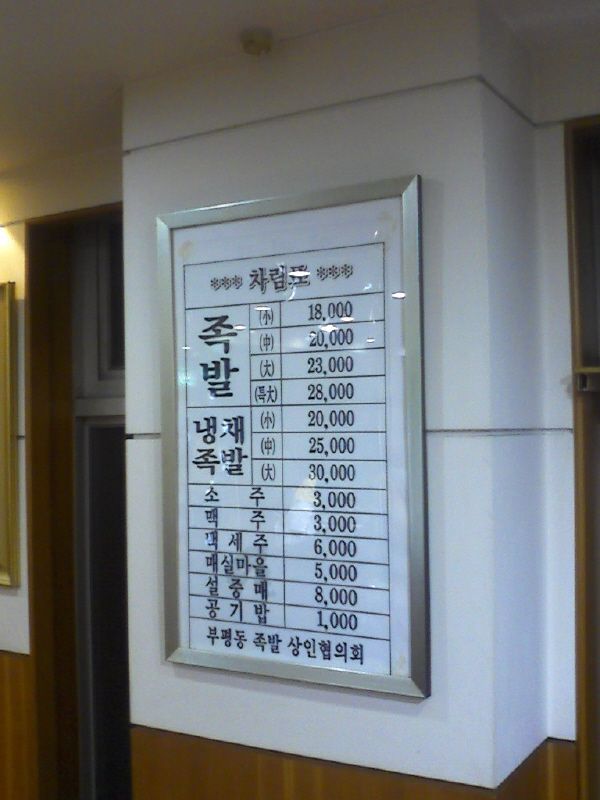 *** 차림표 ***
족발 (小) 18,000
(中) 20,000
(大) 23,000
(특大) 28,000
냉채 족발 (小) 20,000
(中) 25,000
(大) 30,000
소 주 3,000
맥 주 3,000
백 세 주 6,000
매실마을 5,000
설 중 매 8,000
공 기 밥 1,000
부평동 족발 상인협의회